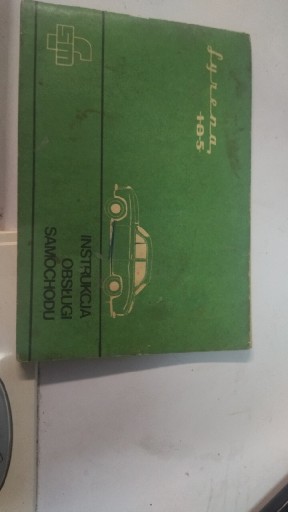 Syrena
105
INSTRUKCJA
OBSŁUGI
SAMOCHODU